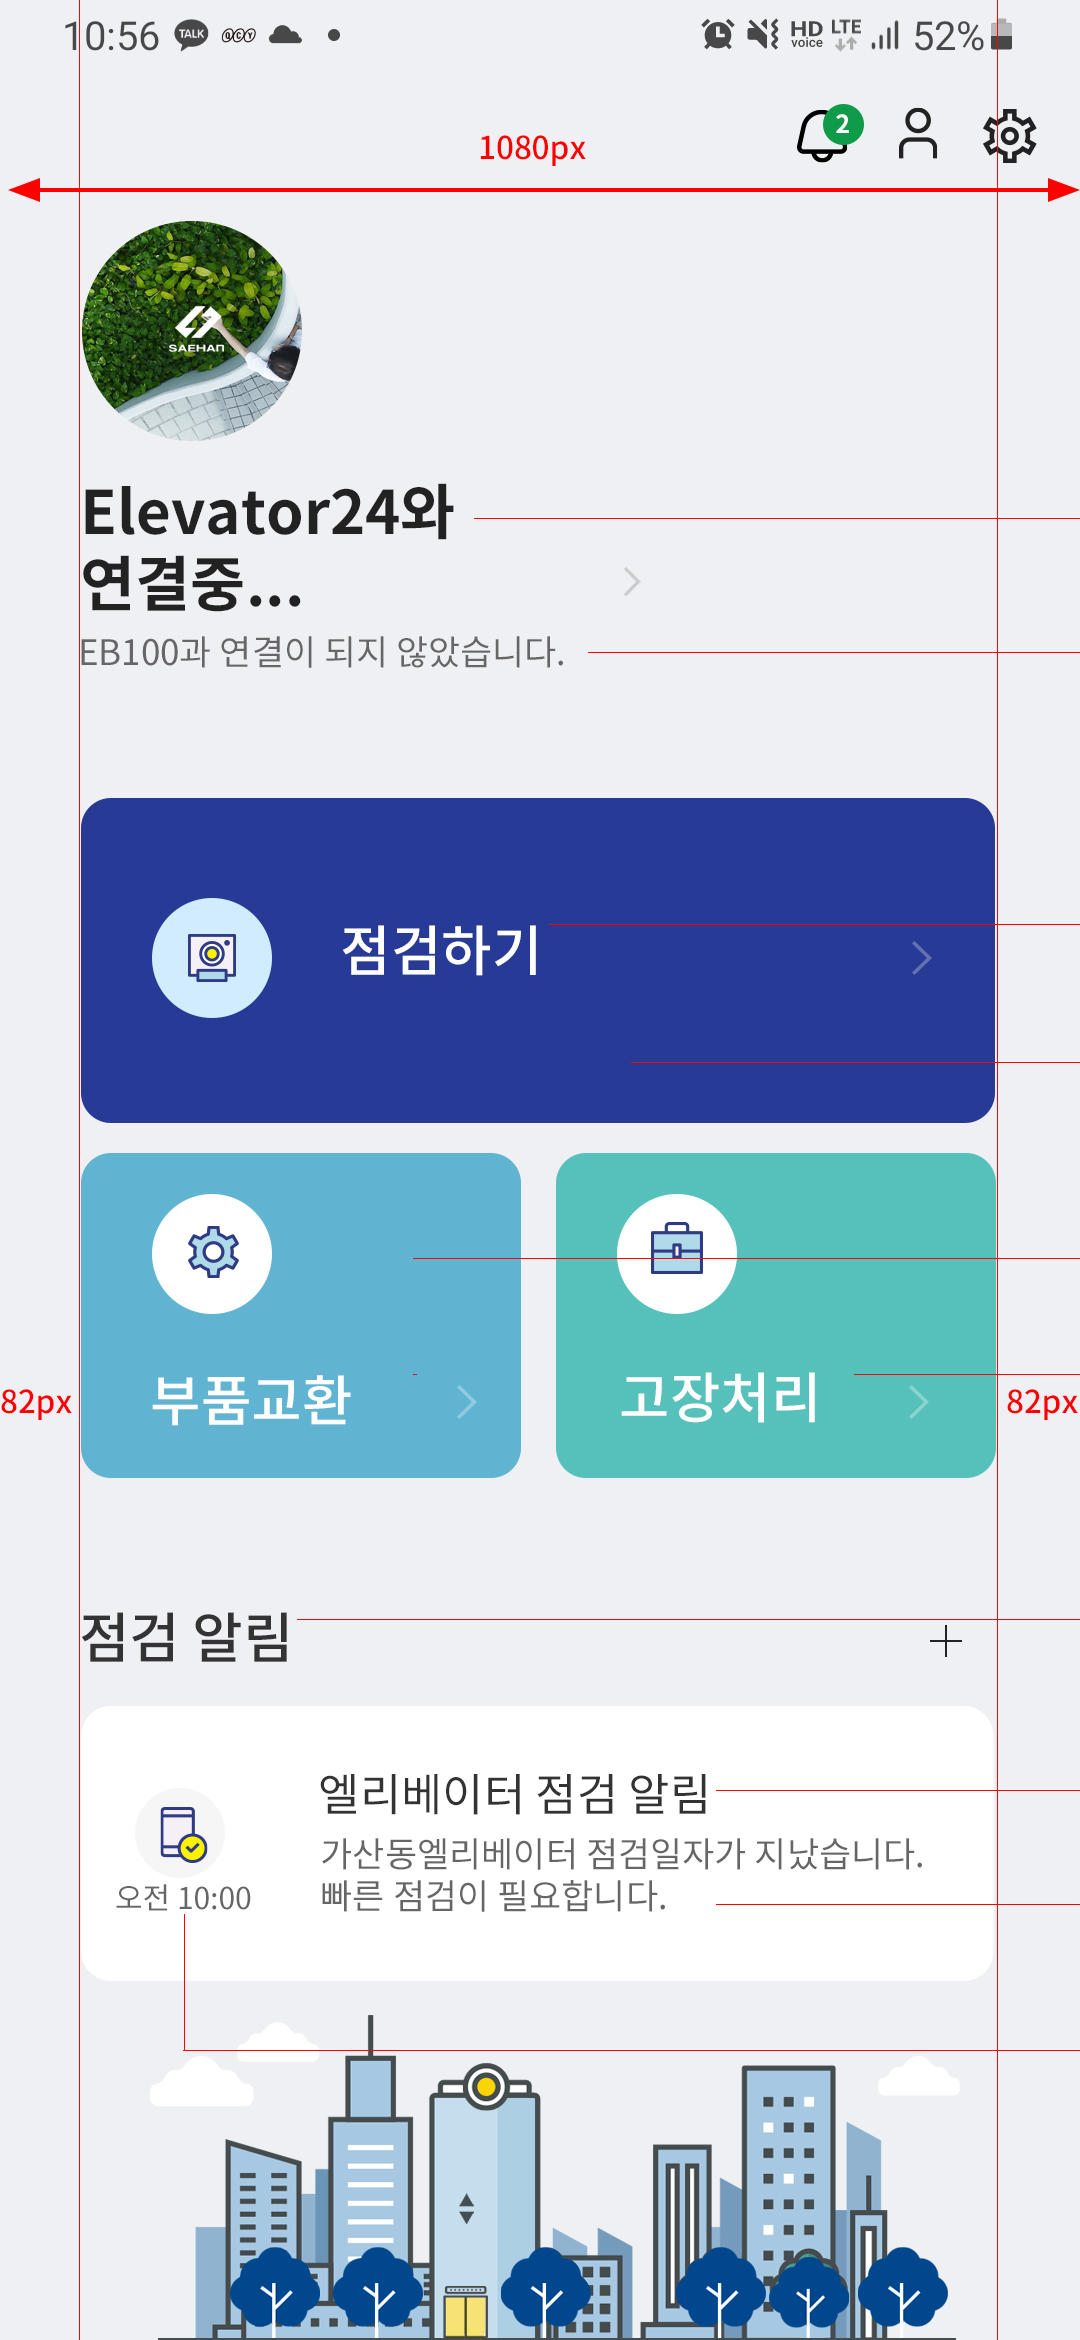 10:56 TALK QCY HD voice LTE 52%
2
1080px
SAEHAN
Elevator24와
연결중...
EB100과 연결이 되지 않았습니다.
점검하기
부품교환
고장처리
82px
82px
점검 알림
엘리베이터 점검 알림
가산동엘리베이터 점검일자가 지났습니다.
빠른 점검이 필요합니다.
오전 10:00